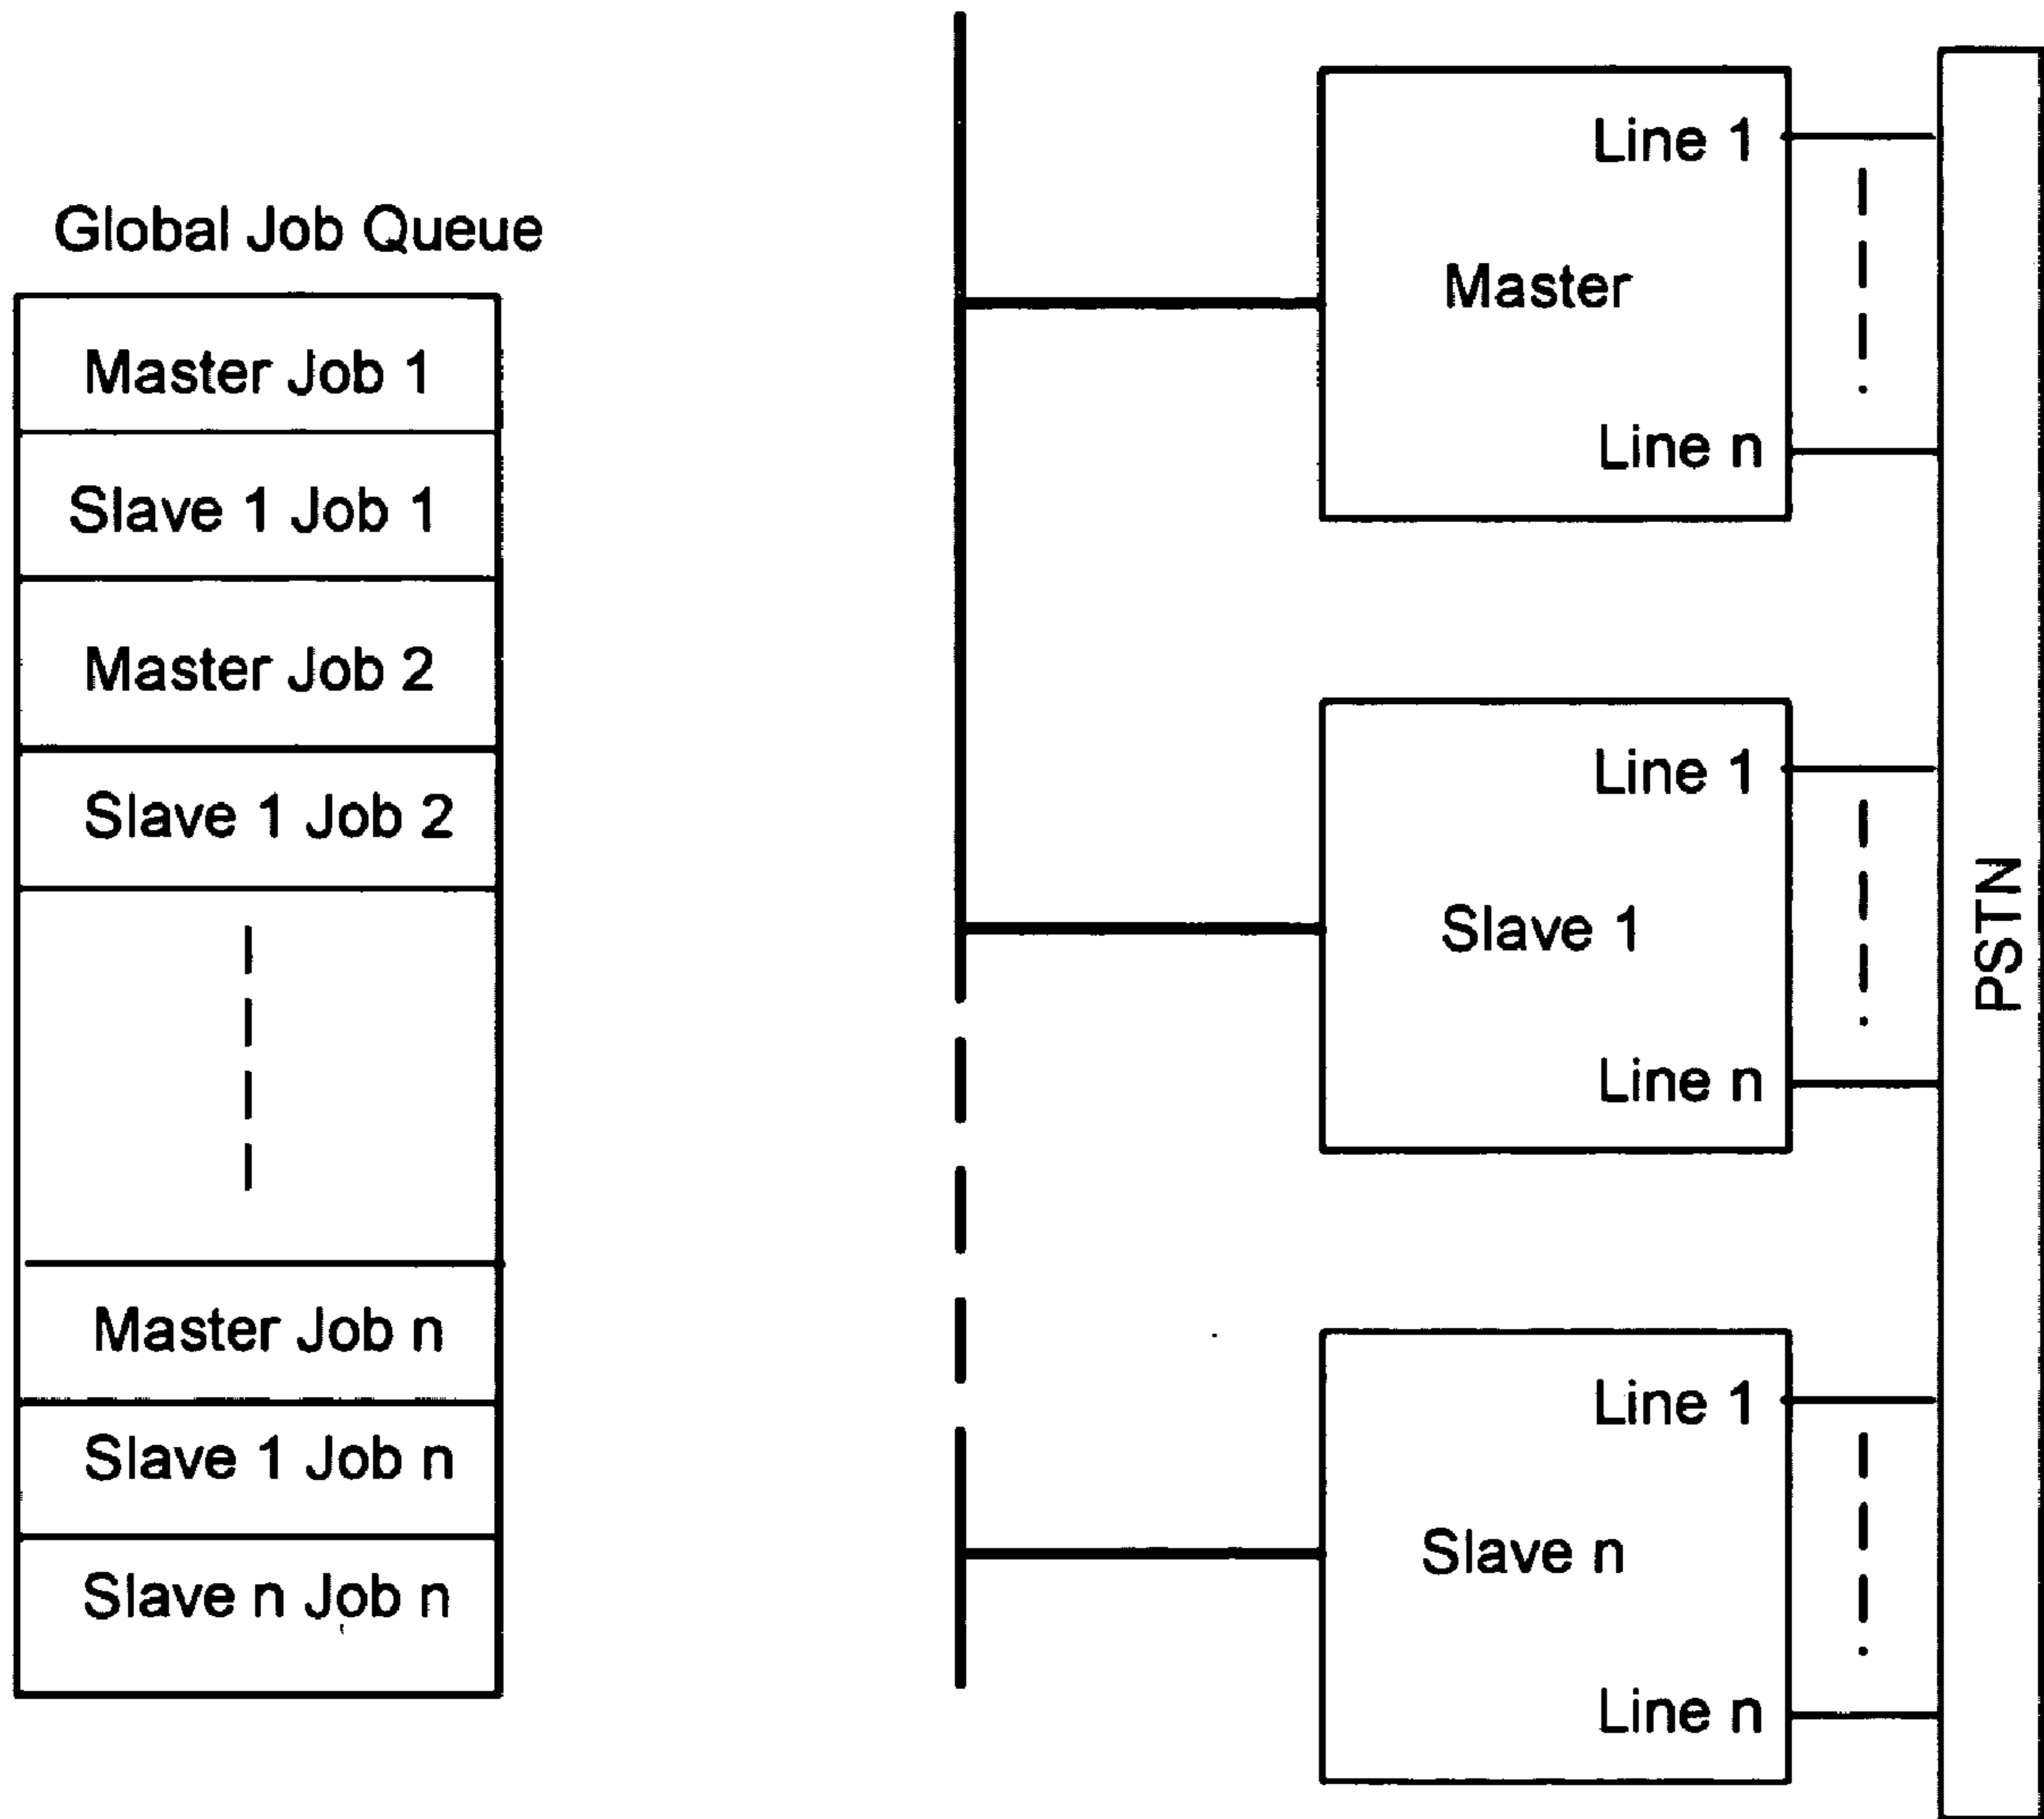 Global Job Queue
Master Job 1
Slave 1 Job 1
Master Job 2
Slave 1 Job 2
Master Job n
Slave 1 Job n
Slave n Job n
Line 1
Master
Line n
Line 1
Slave 1
Line n
Line 1
Slave n
Line n
PSTN